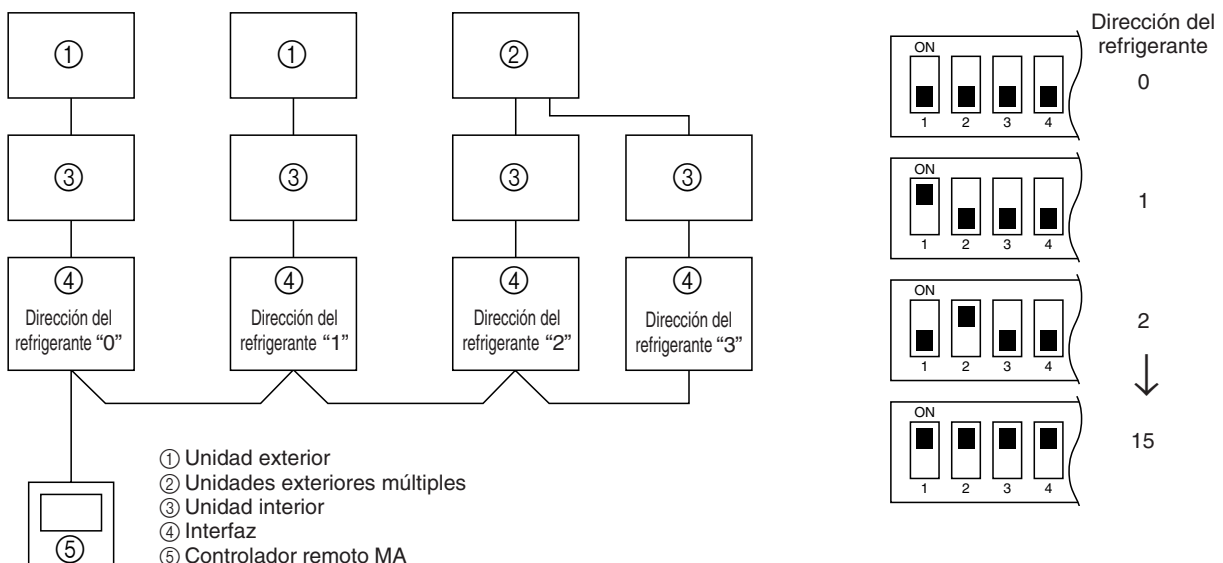 ① ① ②
③ ③ ③ ③
④
Dirección del
refrigerante “0”
④
Dirección del
refrigerante “1”
④
Dirección del
refrigerante “2”
④
Dirección del
refrigerante “3”
⑤
① Unidad exterior
② Unidades exteriores múltiples
③ Unidad interior
④ Interfaz
⑤ Controlador remoto MA
Dirección del
refrigerante
ON
1 2 3 4
0
ON
1 2 3 4
1
ON
1 2 3 4
2
ON
1 2 3 4
15